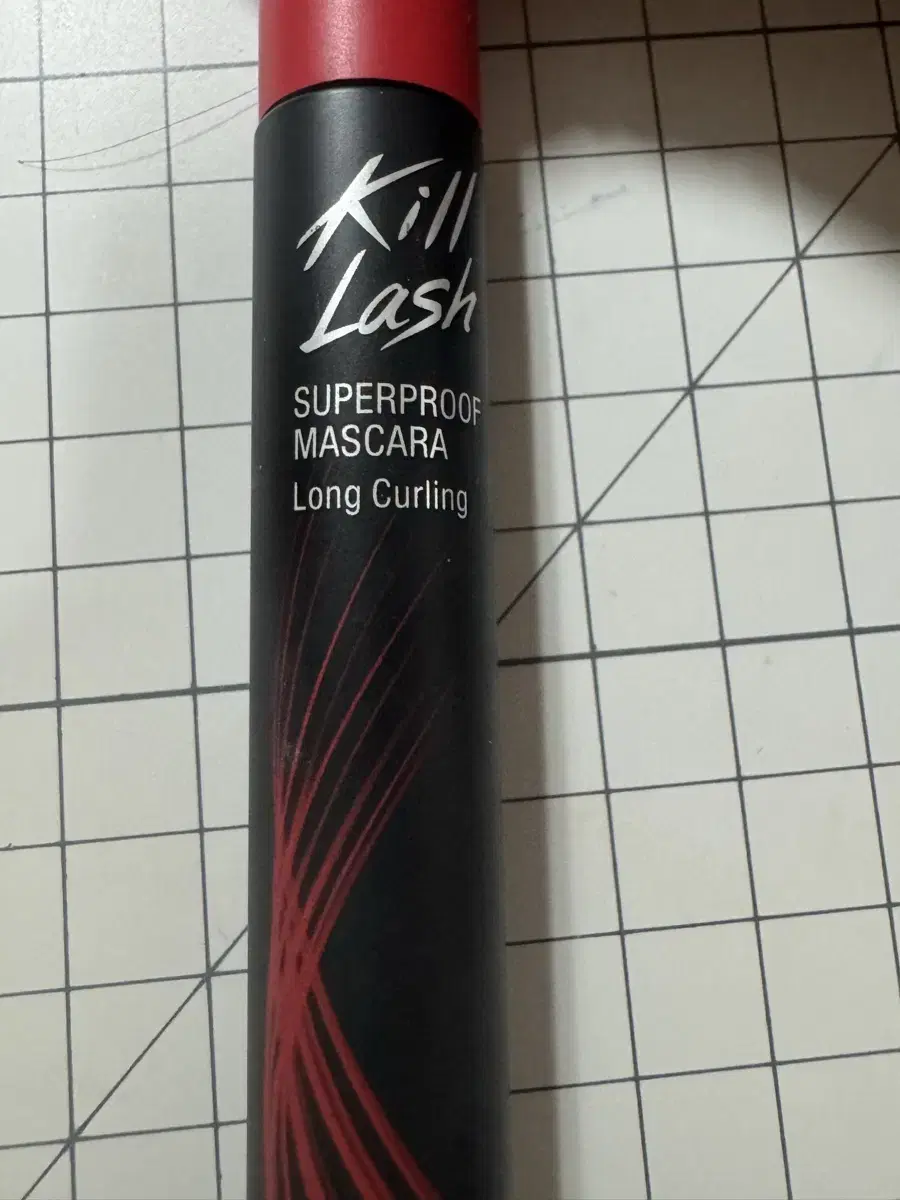 Kill
Lash
SUPERPROOF
MASCARA
Long Curling